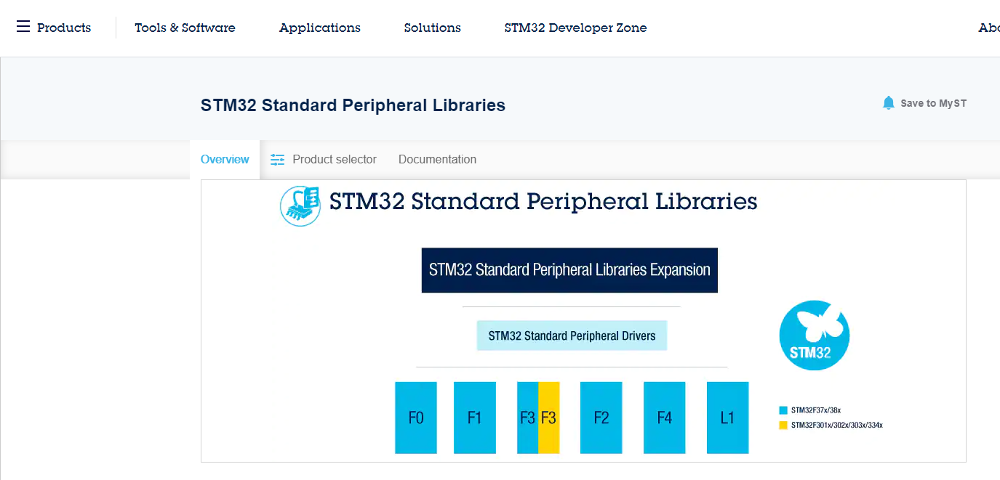 Products Tools & Software Applications Solutions STM32 Developer Zone
STM32 Standard Peripheral Libraries
Save to MyST
Overview Product selector Documentation
STM32 Standard Peripheral Libraries
STM32 Standard Peripheral Libraries Expansion
STM32 Standard Peripheral Drivers
STM32
F0 F1 F3 F3 F2 F4 L1
STM32F37x/38x
STM32F301x/302x/303x/334x